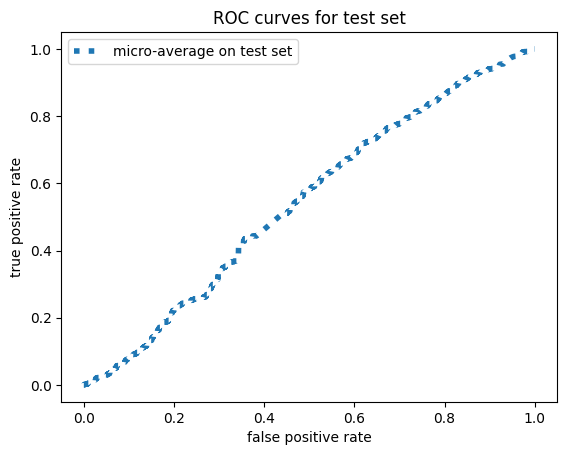 ROC curves for test set
micro-average on test set
true positive rate
1.0
0.8
0.6
0.4
0.2
0.0
0.0 0.2 0.4 0.6 0.8 1.0
false positive rate